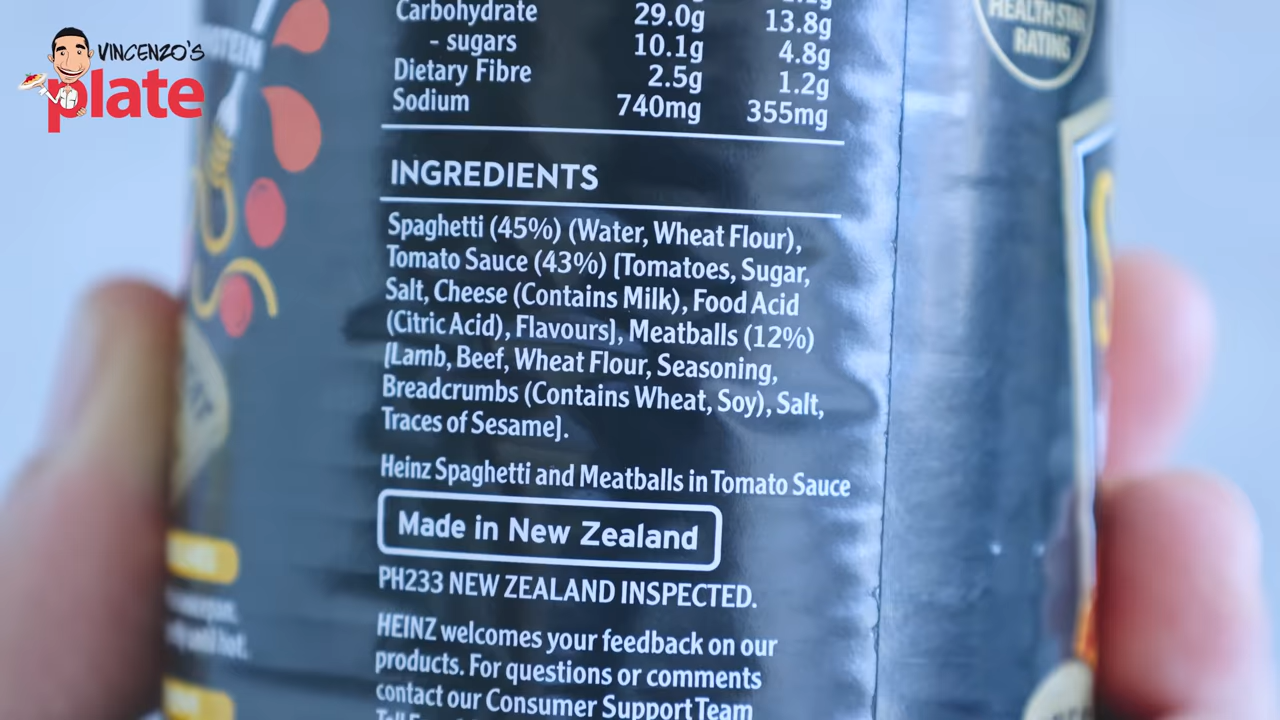 VINCENZO'S
plate
HEALTH STAR
RATING
Carbohydrate 29.0g 13.8g
- sugars 10.1g 4.8g
Dietary Fibre 2.5g 1.2g
Sodium 740mg 355mg
INGREDIENTS
Spaghetti (45%) (Water, Wheat Flour),
Tomato Sauce (43%) [Tomatoes, Sugar,
Salt, Cheese (Contains Milk), Food Acid
(Citric Acid), Flavours], Meatballs (12%)
[Lamb, Beef, Wheat Flour, Seasoning,
Breadcrumbs (Contains Wheat, Soy), Salt,
Traces of Sesame].
Heinz Spaghetti and Meatballs in Tomato Sauce
Made in New Zealand
PH233 NEW ZEALAND INSPECTED.
HEINZ welcomes your feedback on our
products. For questions or comments
contact our Consumer Support Team